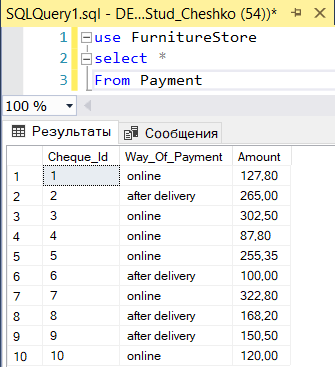 SQLQuery1.sql - DE...Stud_Cheshko (54))*
1 use FurnitureStore
2 select *
3 From Payment
100 %
Результаты Сообщения
Cheque_Id Way_Of_Payment Amount
1 1 online 127,80
2 2 after delivery 265,00
3 3 online 302,50
4 4 online 87,80
5 5 online 255,35
6 6 after delivery 100,00
7 7 online 322,80
8 8 after delivery 168,20
9 9 after delivery 150,50
10 10 online 120,00